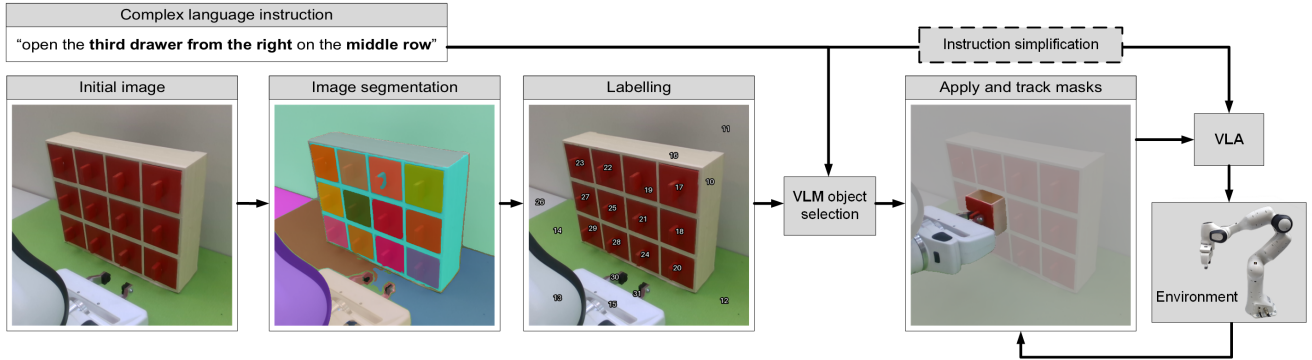 Complex language instruction
“open the third drawer from the right on the middle row”
Instruction simplification
Initial image
Image segmentation
Labelling
Apply and track masks
11
16
23
22
19
17
10
26
27
25
21
18
14
29
28
24
20
30
31
13
15
12
VLM object
selection
VLA
Environment